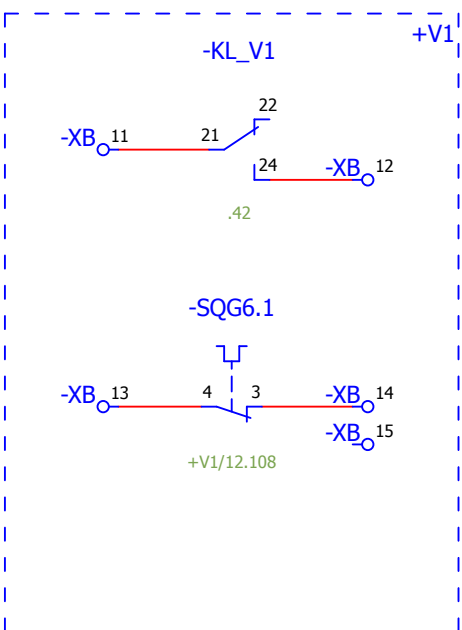 +V1
-KL_V1
22
-XB 11 21
24 -XB 12
.42
-SQG6.1
-XB 13 4 3 -XB 14
-XB 15
+V1/12.108